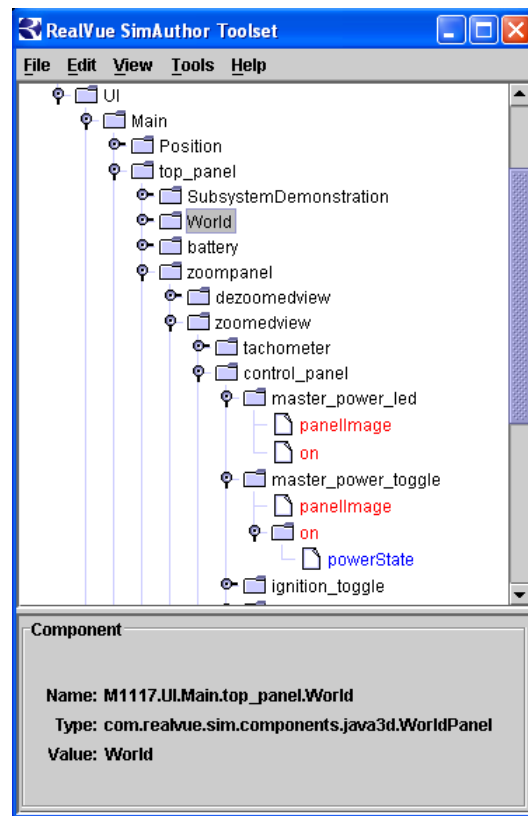 RealVue SimAuthor Toolset
File Edit View Tools Help
UI
Main
Position
top_panel
SubsystemDemonstration
World
battery
zoompanel
dezoomedview
zoomedview
tachometer
control_panel
master_power_led
panelImage
on
master_power_toggle
panelImage
on
powerState
ignition_toggle
Component
Name: M1117.UI.Main.top_panel.World
Type: com.realvue.sim.components.java3d.WorldPanel
Value: World